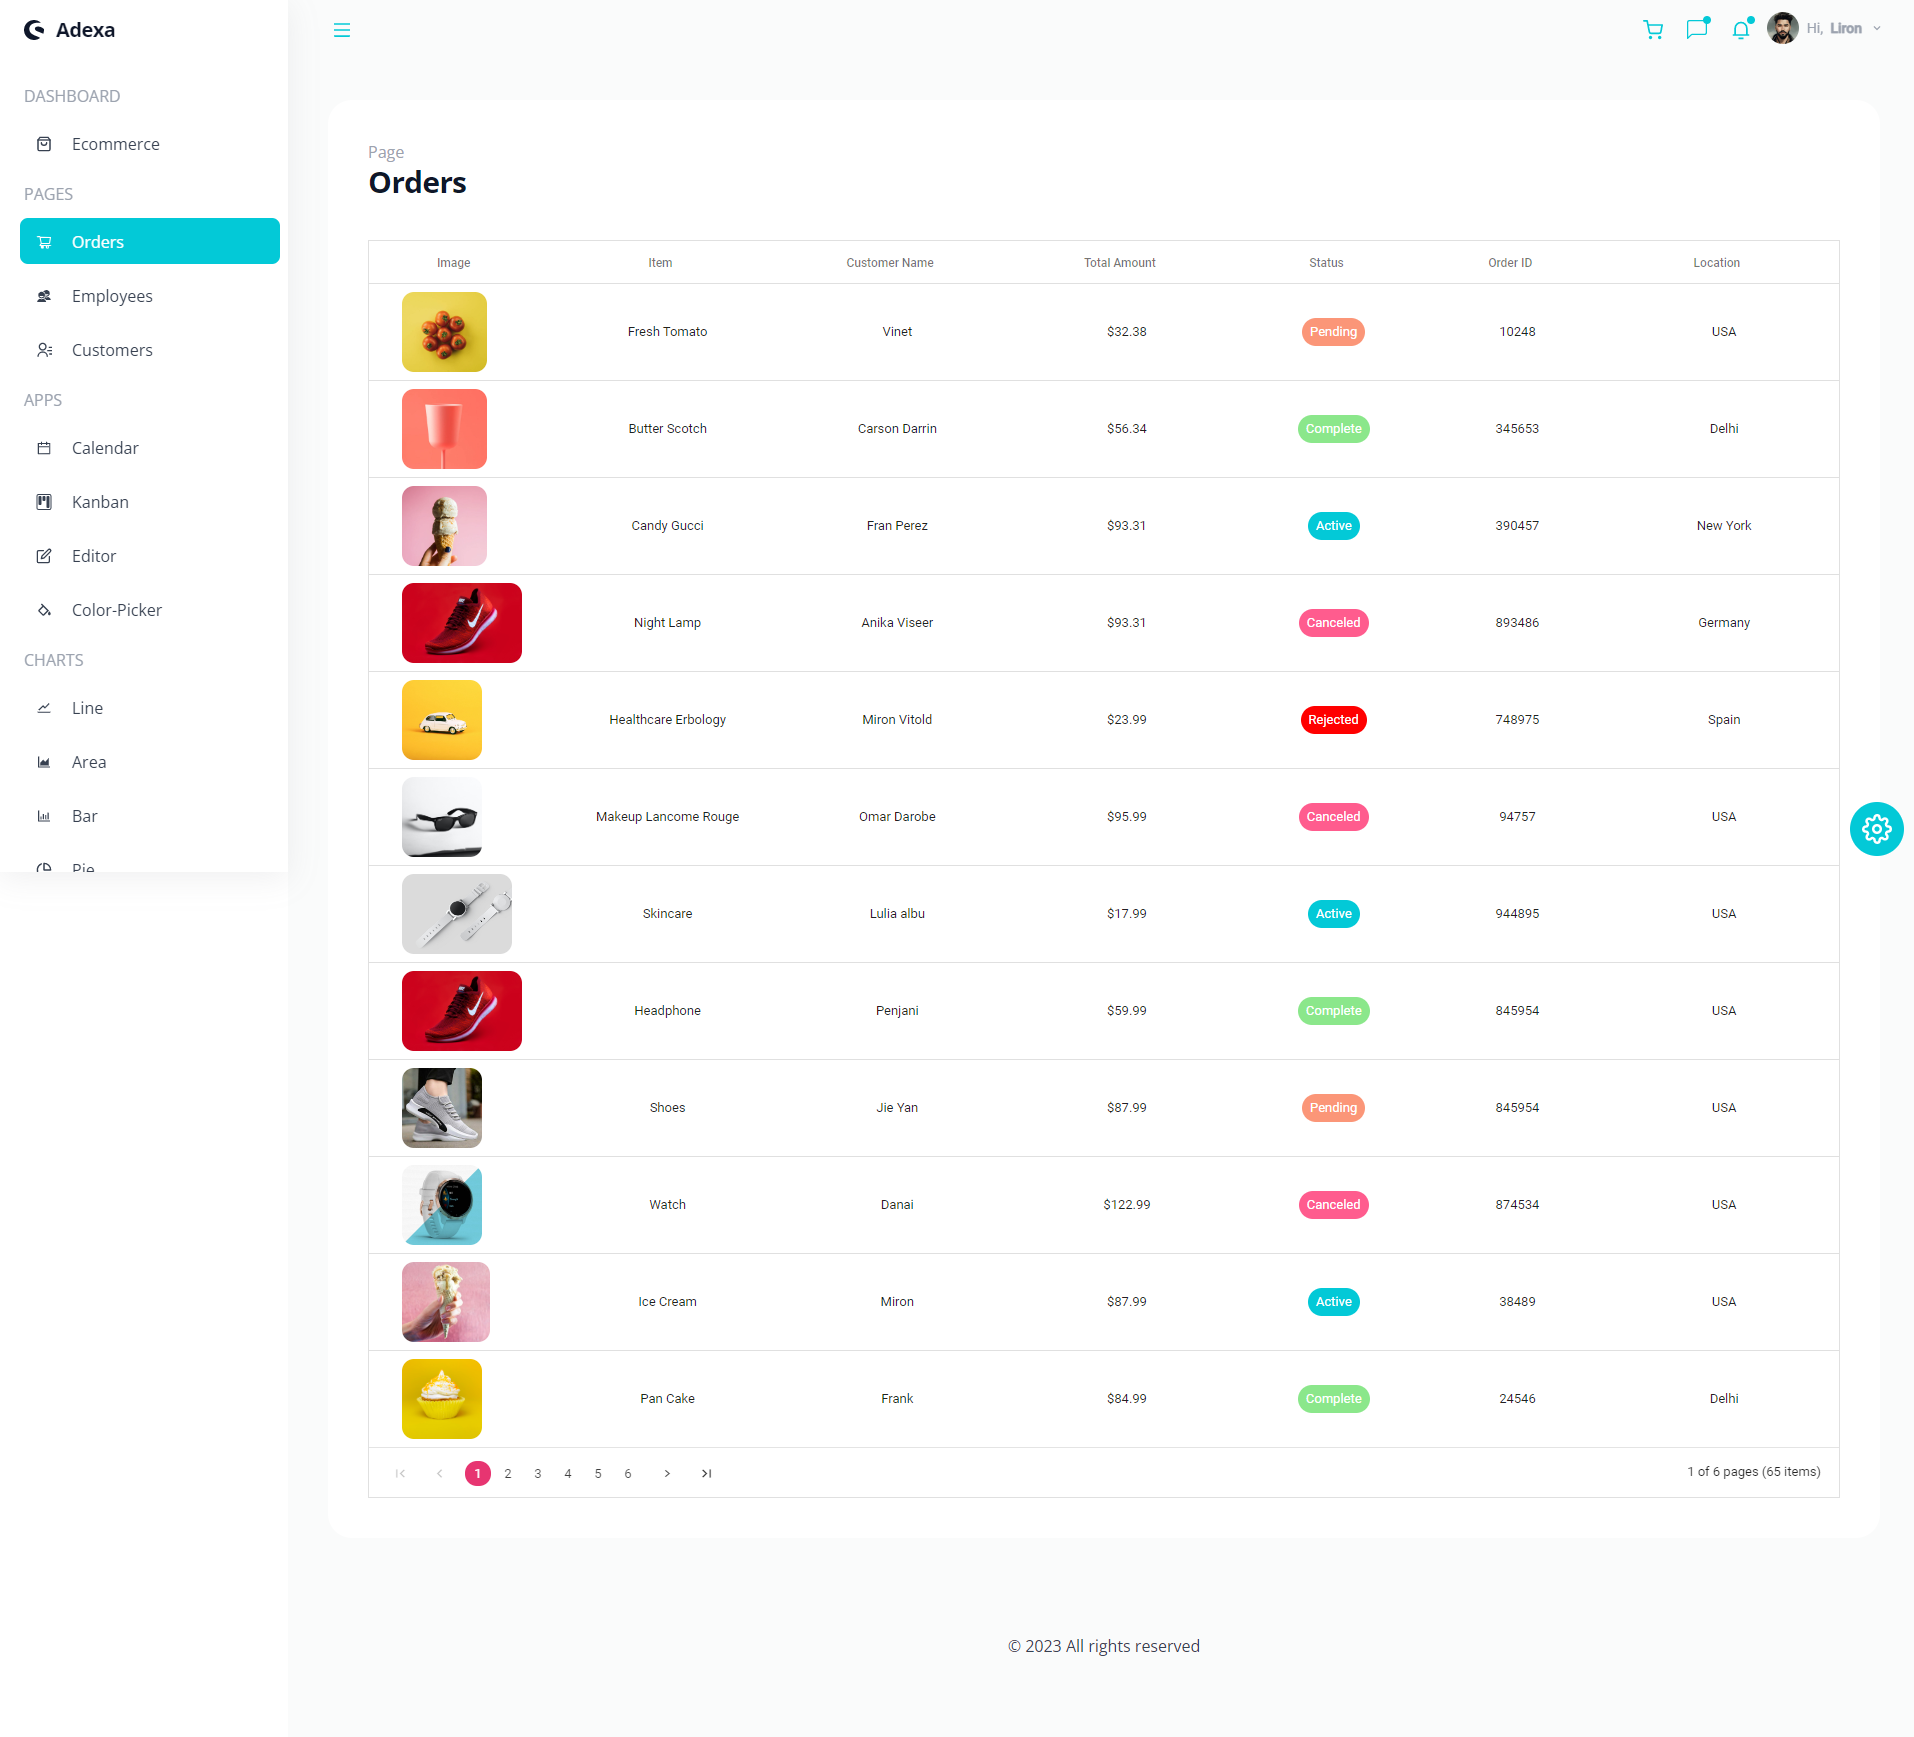 Adexa
Hi, Liron
DASHBOARD
Ecommerce
PAGES
Orders
Employees
Customers
APPS
Calendar
Kanban
Editor
Color-Picker
CHARTS
Line
Area
Bar
Pie
Page
Orders
Image Item Customer Name Total Amount Status Order ID Location
Fresh Tomato Vinet $32.38 Pending 10248 USA
Butter Scotch Carson Darrin $56.34 Complete 345653 Delhi
Candy Gucci Fran Perez $93.31 Active 390457 New York
Night Lamp Anika Viseer $93.31 Canceled 893486 Germany
Healthcare Erbology Miron Vitold $23.99 Rejected 748975 Spain
Makeup Lancome Rouge Omar Darobe $95.99 Canceled 94757 USA
Skincare Lulia albu $17.99 Active 944895 USA
Headphone Penjani $59.99 Complete 845954 USA
Shoes Jie Yan $87.99 Pending 845954 USA
Watch Danai $122.99 Canceled 874534 USA
Ice Cream Miron $87.99 Active 38489 USA
Pan Cake Frank $84.99 Complete 24546 Delhi
1 2 3 4 5 6 1 of 6 pages (65 items)
© 2023 All rights reserved